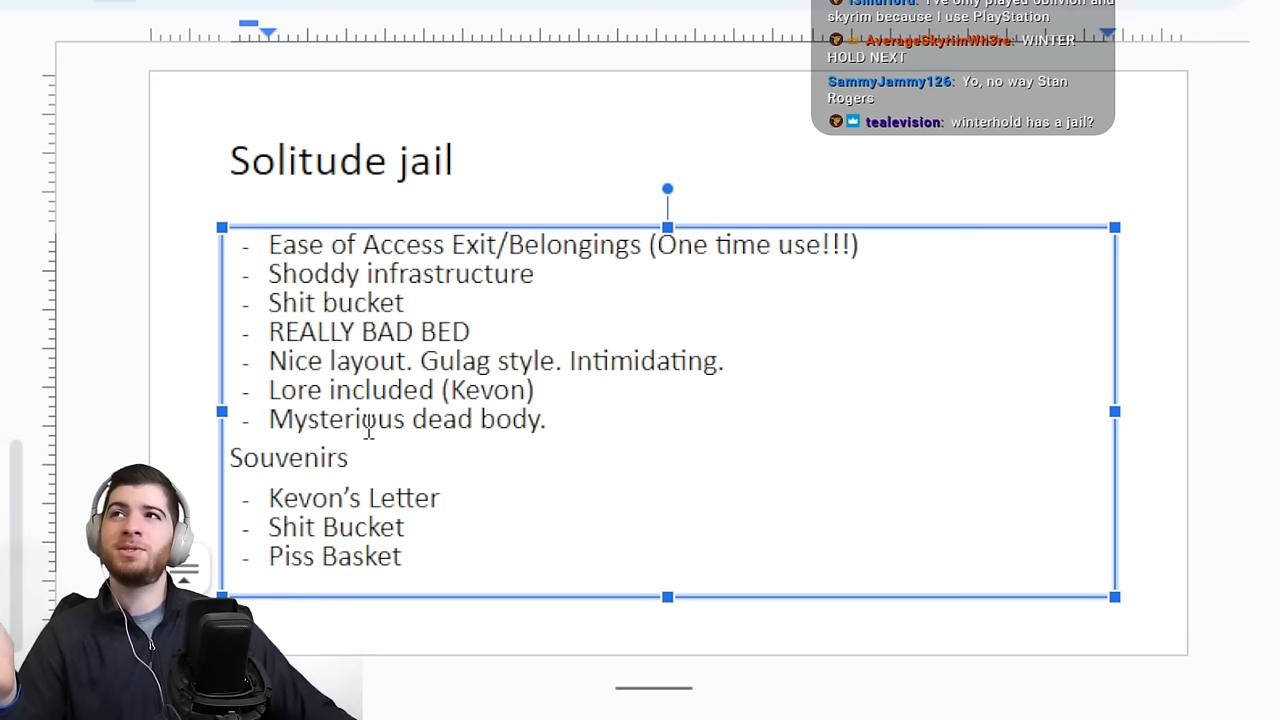 f3murford: I've only played oblivion and
skyrim because I use PlayStation
AverageSkyrimWh3re: WINTER
HOLD NEXT
SammyJammy126: Yo, no way Stan
Rogers
tealevision: winterhold has a jail?
Solitude jail
- Ease of Access Exit/Belongings (One time use!!!)
- Shoddy infrastructure
- Shit bucket
- REALLY BAD BED
- Nice layout. Gulag style. Intimidating.
- Lore included (Kevon)
- Mysterious dead body.
Souvenirs
- Kevon's Letter
- Shit Bucket
- Piss Basket